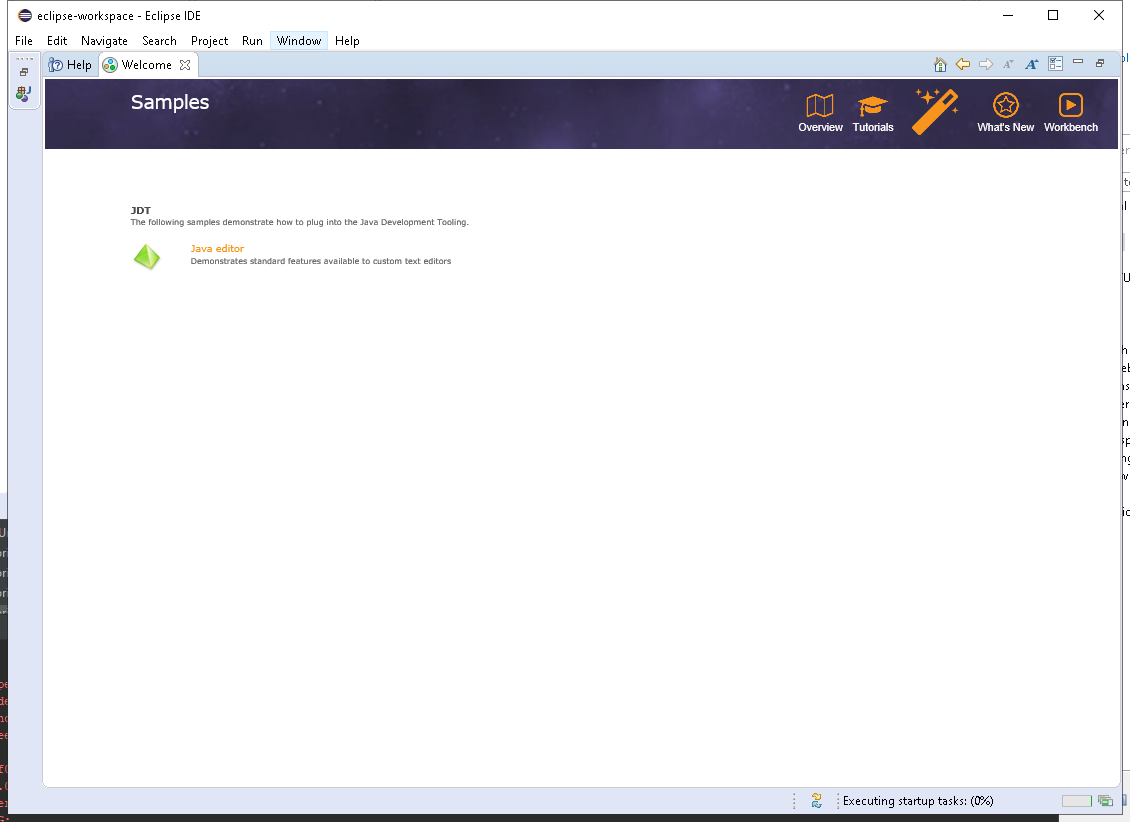 eclipse-workspace - Eclipse IDE
File Edit Navigate Search Project Run Window Help
Help Welcome
Samples
Overview Tutorials What's New Workbench
JDT
The following samples demonstrate how to plug into the Java Development Tooling.
Java editor
Demonstrates standard features available to custom text editors
Executing startup tasks: (0%)